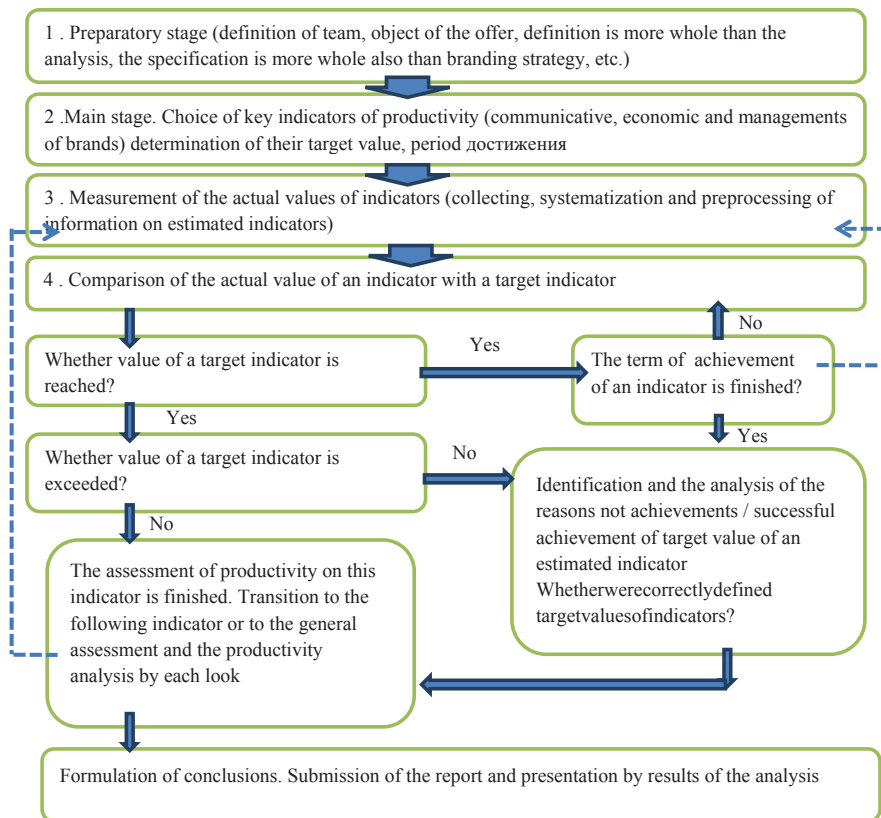 1 . Preparatory stage (definition of team, object of the offer, definition is more whole than the
analysis, the specification is more whole also than branding strategy, etc.)
2 .Main stage. Choice of key indicators of productivity (communicative, economic and managements
of brands) determination of their target value, period достижения
3 . Measurement of the actual values of indicators (collecting, systematization and preprocessing of
information on estimated indicators)
4 . Comparison of the actual value of an indicator with a target indicator
No
Whether value of a target indicator is
reached?
Yes
The term of achievement
of an indicator is finished?
Yes
Yes
Whether value of a target indicator is
exceeded?
No
No
Identification and the analysis of the
reasons not achievements / successful
achievement of target value of an
estimated indicator
Whetherwerecorrectlydefined
targetvaluesofindicators?
The assessment of productivity on this
indicator is finished. Transition to the
following indicator or to the general
assessment and the productivity
analysis by each look
Formulation of conclusions. Submission of the report and presentation by results of the analysis